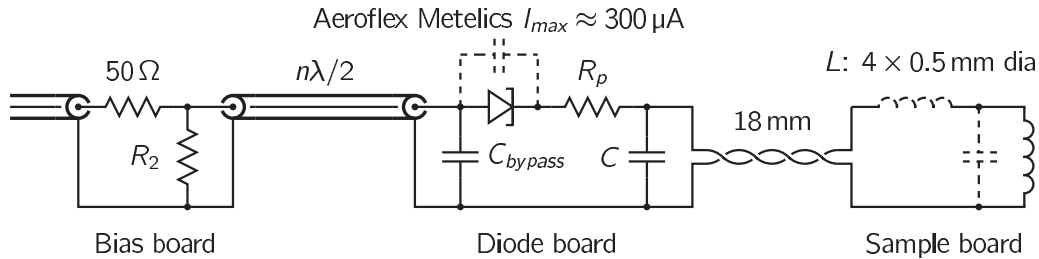 Aeroflex Metelics I_max ≈ 300 µA
50 Ω
nλ/2
R_p
L: 4 × 0.5 mm dia
18 mm
R_2
C_bypass
C
Bias board
Diode board
Sample board